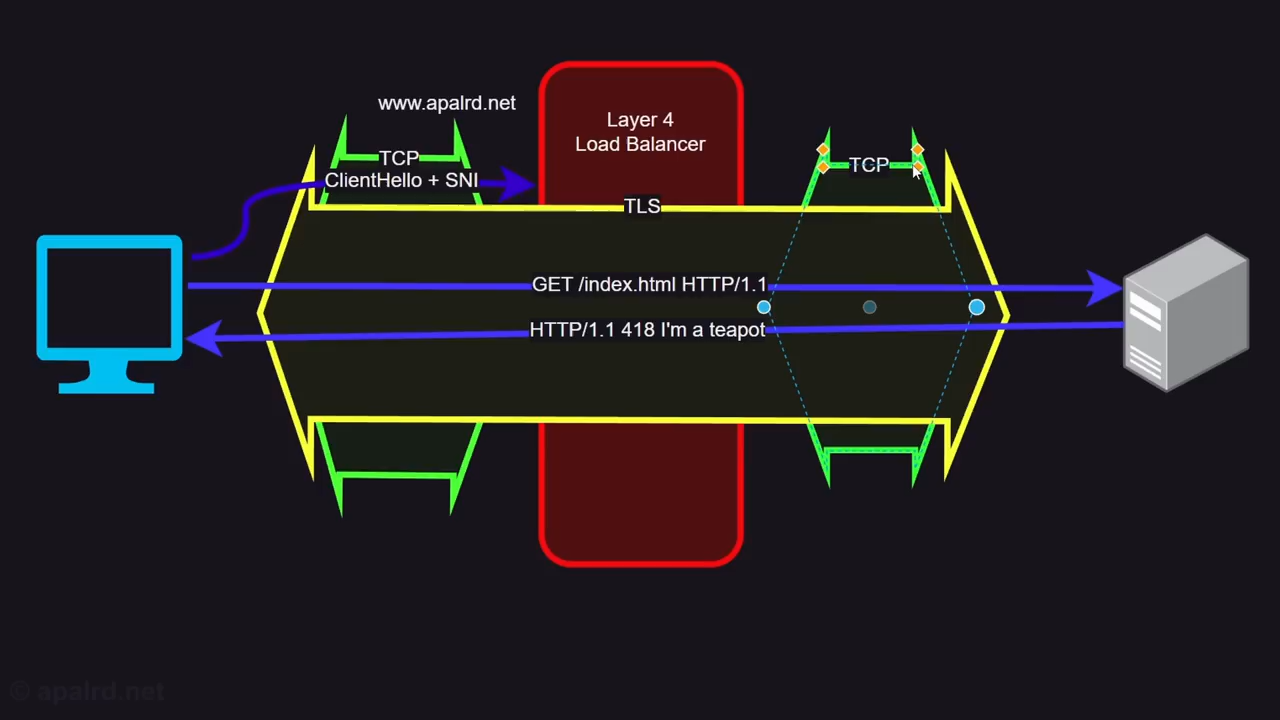 www.apalrd.net
Layer 4
Load Balancer
TCP
ClientHello + SNI
TCP
TLS
GET /index.html HTTP/1.1
HTTP/1.1 418 I'm a teapot
© apalrd.net